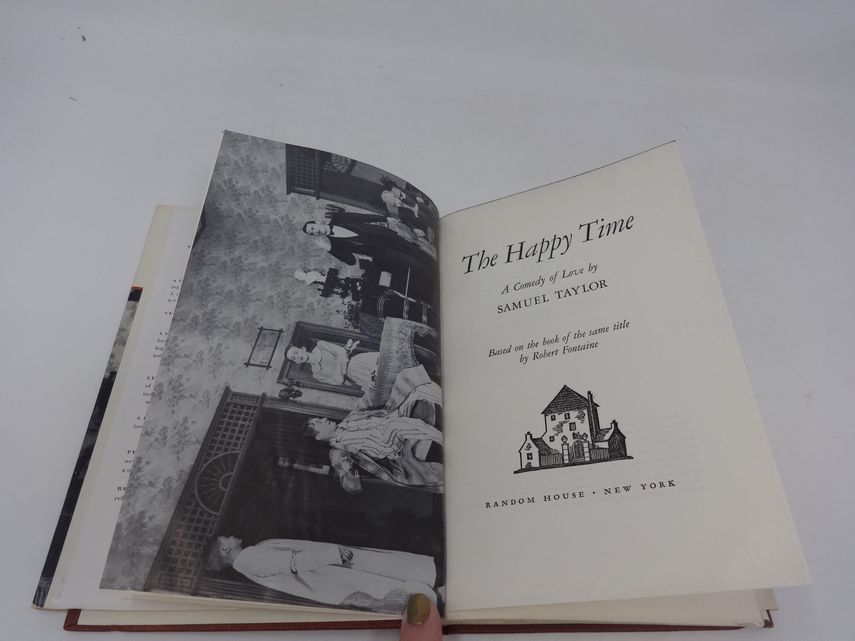 The Happy Time
A Comedy of Love by
SAMUEL TAYLOR
Based on the book of the same title
by Robert Fontaine
RANDOM HOUSE · NEW YORK